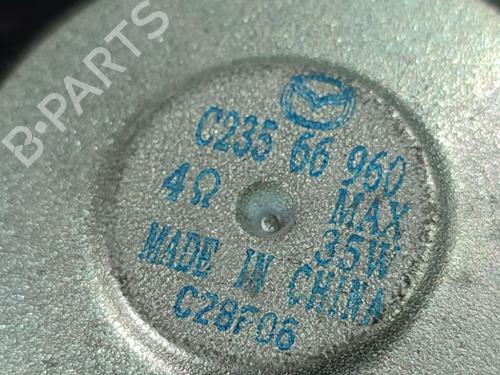 C235 66 960
4Ω MAX
35W
MADE IN CHINA
C28F06
B-PARTS